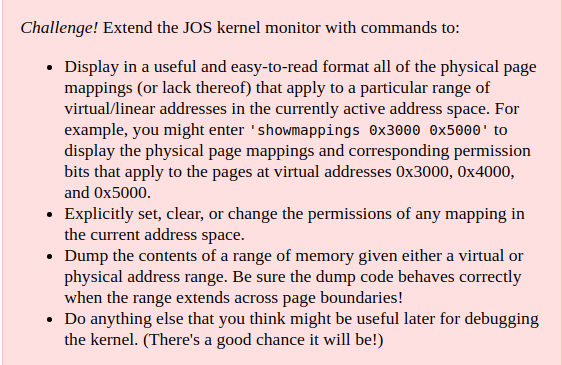 Challenge! Extend the JOS kernel monitor with commands to:
• Display in a useful and easy-to-read format all of the physical page
mappings (or lack thereof) that apply to a particular range of
virtual/linear addresses in the currently active address space. For
example, you might enter 'showmappings 0x3000 0x5000' to
display the physical page mappings and corresponding permission
bits that apply to the pages at virtual addresses 0x3000, 0x4000,
and 0x5000.
• Explicitly set, clear, or change the permissions of any mapping in
the current address space.
• Dump the contents of a range of memory given either a virtual or
physical address range. Be sure the dump code behaves correctly
when the range extends across page boundaries!
• Do anything else that you think might be useful later for debugging
the kernel. (There's a good chance it will be!)